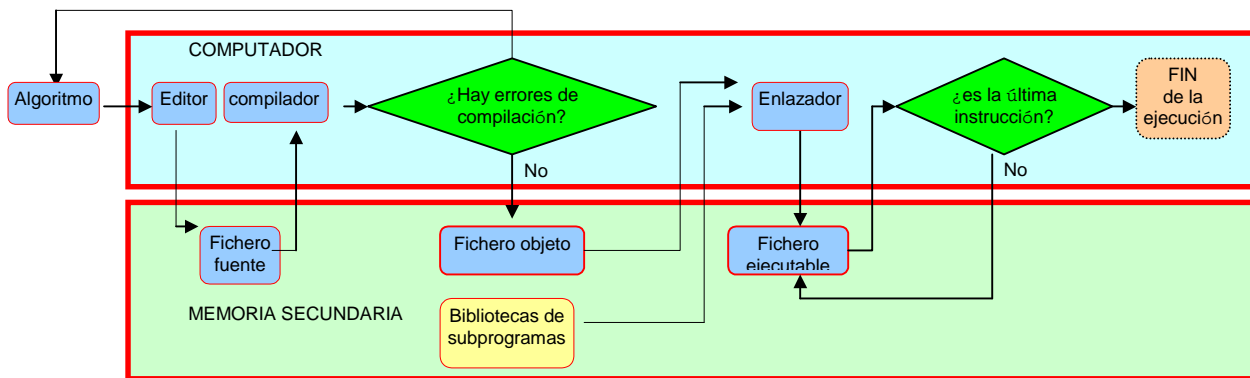 COMPUTADOR
Algoritmo
Editor
compilador
¿Hay errores de
compilación?
No
Enlazador
¿es la última
instrucción?
No
FIN
de la
ejecución
Fichero
fuente
Fichero objeto
Fichero
ejecutable
MEMORIA SECUNDARIA
Bibliotecas de
subprogramas